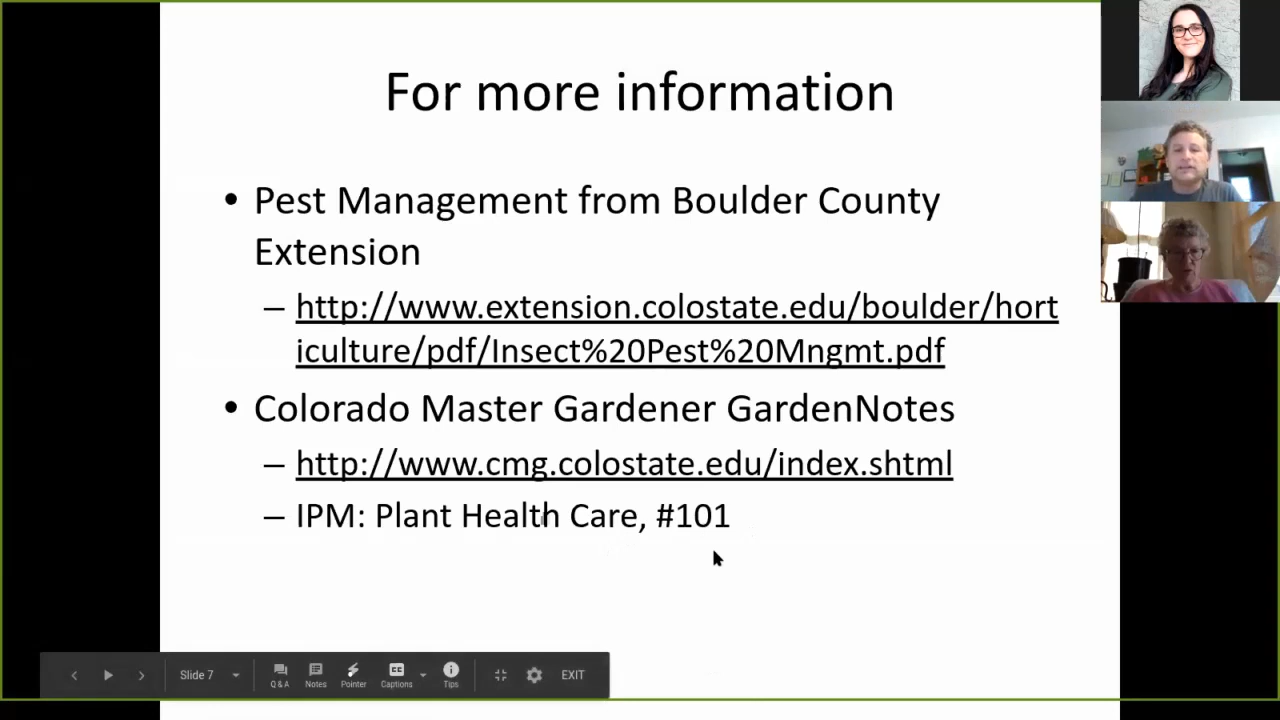 For more information
• Pest Management from Boulder County
Extension
– http://www.extension.colostate.edu/boulder/hort
iculture/pdf/Insect%20Pest%20Mngmt.pdf
• Colorado Master Gardener GardenNotes
– http://www.cmg.colostate.edu/index.shtml
– IPM: Plant Health Care, #101
Slide 7
Q & A
Notes
Pointer
CC
Captions
Tips
EXIT